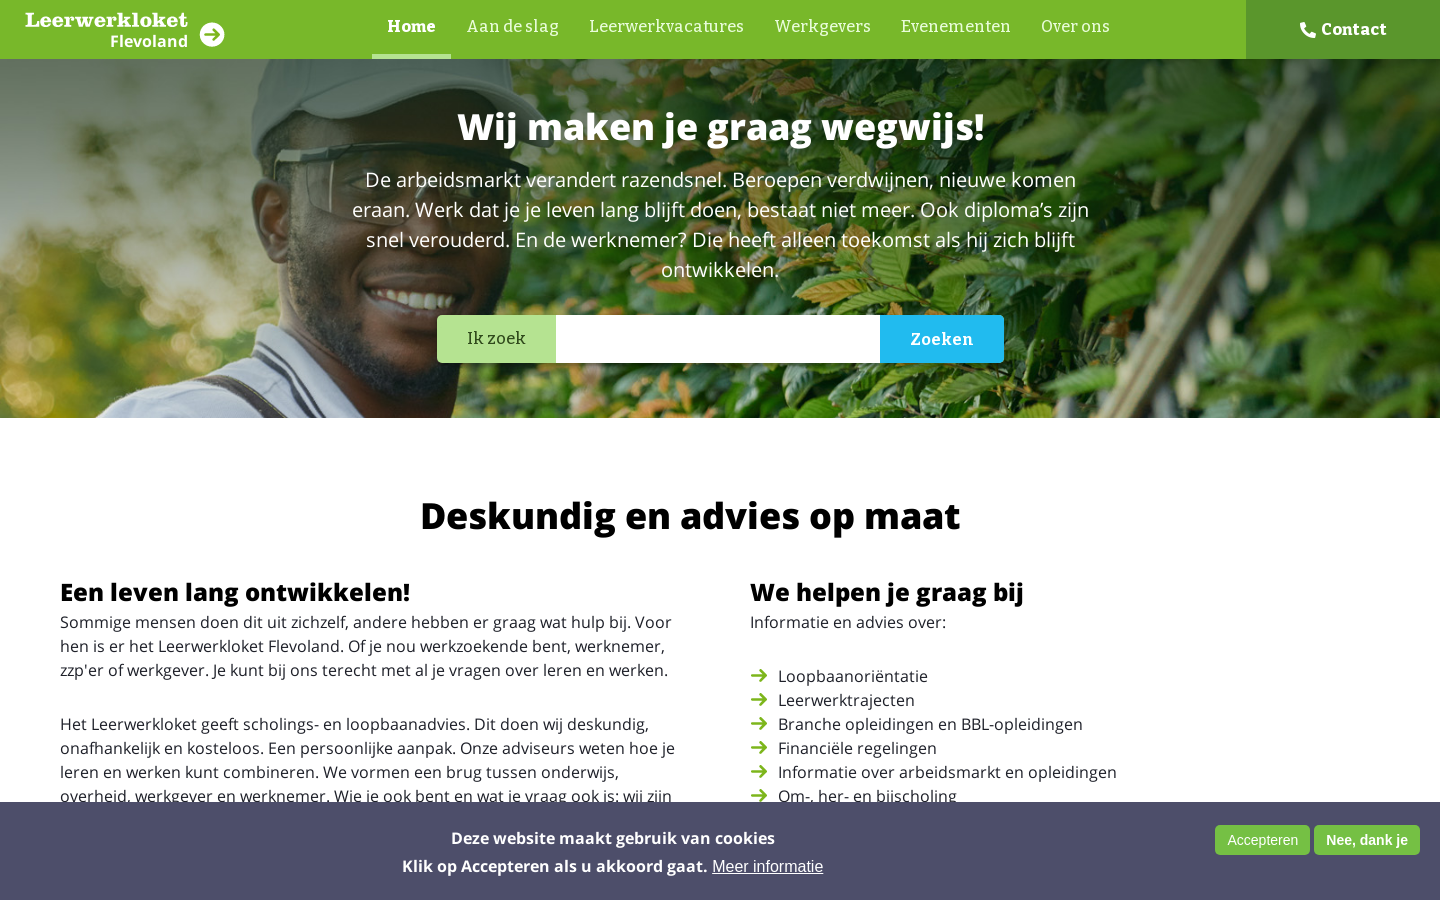 Leerwerkloket
Flevoland
Home
Aan de slag
Leerwerkvacatures
Werkgevers
Evenementen
Over ons
Contact
Wij maken je graag wegwijs!
De arbeidsmarkt verandert razendsnel. Beroepen verdwijnen, nieuwe komen
eraan. Werk dat je je leven lang blijft doen, bestaat niet meer. Ook diploma’s zijn
snel verouderd. En de werknemer? Die heeft alleen toekomst als hij zich blijft
ontwikkelen.
Ik zoek
Zoeken
Deskundig en advies op maat
Een leven lang ontwikkelen!
Sommige mensen doen dit uit zichzelf, andere hebben er graag wat hulp bij. Voor
hen is er het Leerwerkloket Flevoland. Of je nou werkzoekende bent, werknemer,
zzp'er of werkgever. Je kunt bij ons terecht met al je vragen over leren en werken.
Het Leerwerkloket geeft scholings- en loopbaanadvies. Dit doen wij deskundig,
onafhankelijk en kosteloos. Een persoonlijke aanpak. Onze adviseurs weten hoe je
leren en werken kunt combineren. We vormen een brug tussen onderwijs,
overheid, werkgever en werknemer. Wie je ook bent en wat je vraag ook is: wij zijn
We helpen je graag bij
Informatie en advies over:
Loopbaanoriëntatie
Leerwerktrajecten
Branche opleidingen en BBL-opleidingen
Financiële regelingen
Informatie over arbeidsmarkt en opleidingen
Om-, her- en bijscholing
Deze website maakt gebruik van cookies
Klik op Accepteren als u akkoord gaat. Meer informatie
Accepteren
Nee, dank je